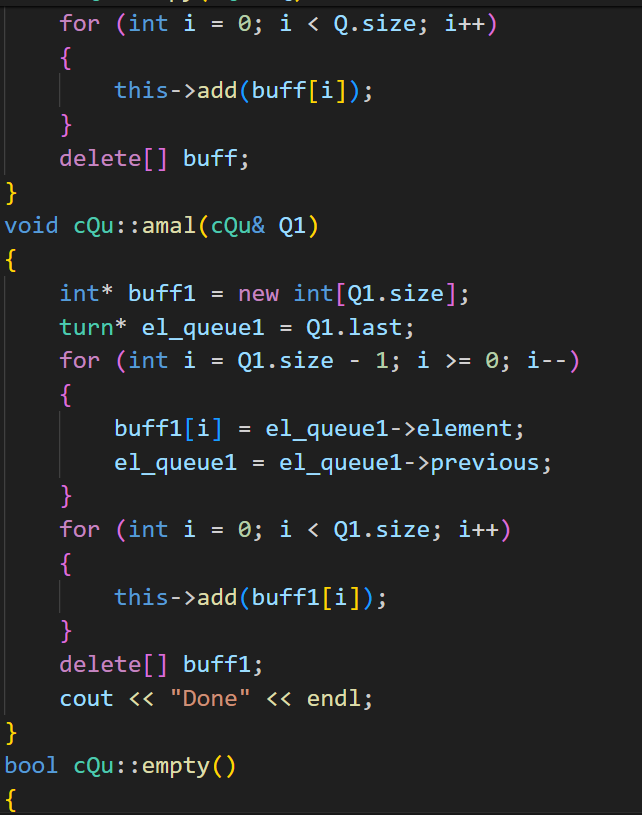 for (int i = 0; i < Q.size; i++)
    {
        this->add(buff[i]);
    }
    delete[] buff;
}
void cQu::amal(cQu& Q1)
{
    int* buff1 = new int[Q1.size];
    turn* el_queue1 = Q1.last;
    for (int i = Q1.size - 1; i >= 0; i--)
    {
        buff1[i] = el_queue1->element;
        el_queue1 = el_queue1->previous;
    }
    for (int i = 0; i < Q1.size; i++)
    {
        this->add(buff1[i]);
    }
    delete[] buff1;
    cout << "Done" << endl;
}
bool cQu::empty()
{